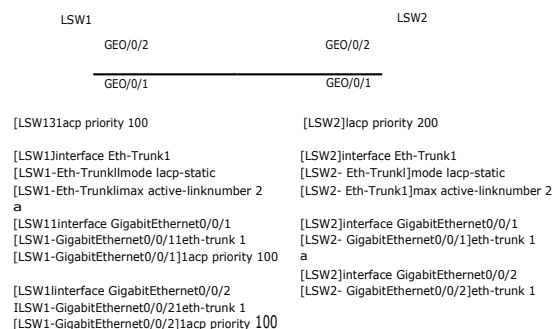 LSW1
LSW2
GEO/0/2
GEO/0/2
GEO/0/1
GEO/0/1
[LSW131acp priority 100
[LSW1Jinterface Eth-Trunk1
[LSW1-Eth-Trunkllmode lacp-static
[LSW1-Eth-Trunklimax active-linknumber 2
a
[LSW11interface GigabitEthernet0/0/1
[LSW1-GigabitEthernet0/0/11eth-trunk 1
[LSW1-GigabitEthernet0/0/1]1acp priority 100
[LSW1linterface GigabitEthernet0/0/2
ILSW1-GigabitEthernet0/0/21eth-trunk 1
[LSW1-GigabitEthernet0/0/2]1acp priority 100
[LSW2]lacp priority 200
[LSW2]interface Eth-Trunk1
[LSW2- Eth-Trunkl]mode lacp-static
[LSW2- Eth-Trunk1]max active-linknumber 2
[LSW2]interface GigabitEthernet0/0/1
[LSW2- GigabitEthernet0/0/1]eth-trunk 1
a
[LSW2]interface GigabitEthernet0/0/2
[LSW2- GigabitEthernet0/0/2]eth-trunk 1